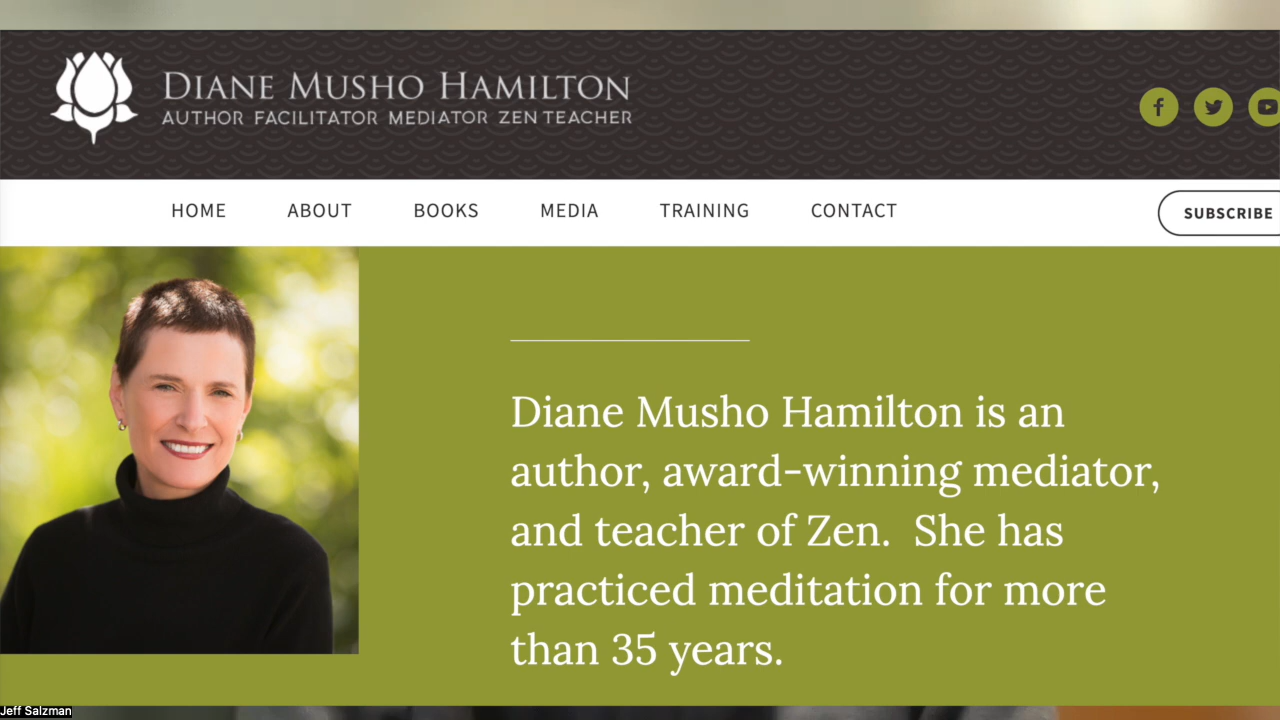 DIANE MUSHO HAMILTON
AUTHOR FACILITATOR MEDIATOR ZEN TEACHER
HOME ABOUT BOOKS MEDIA TRAINING CONTACT
SUBSCRIBE
Diane Musho Hamilton is an
author, award-winning mediator,
and teacher of Zen. She has
practiced meditation for more
than 35 years.
Jeff Salzman